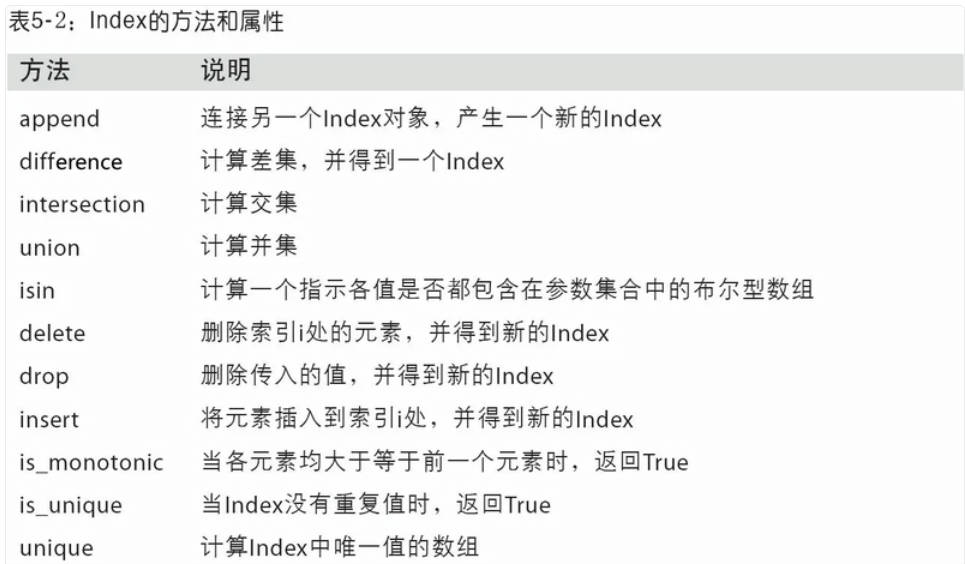 表5-2：Index的方法和属性
方法 说明
append 连接另一个Index对象，产生一个新的Index
difference 计算差集，并得到一个Index
intersection 计算交集
union 计算并集
isin 计算一个指示各值是否都包含在参数集合中的布尔型数组
delete 删除索引i处的元素，并得到新的Index
drop 删除传入的值，并得到新的Index
insert 将元素插入到索引i处，并得到新的Index
is_monotonic 当各元素均大于等于前一个元素时，返回True
is_unique 当Index没有重复值时，返回True
unique 计算Index中唯一值的数组